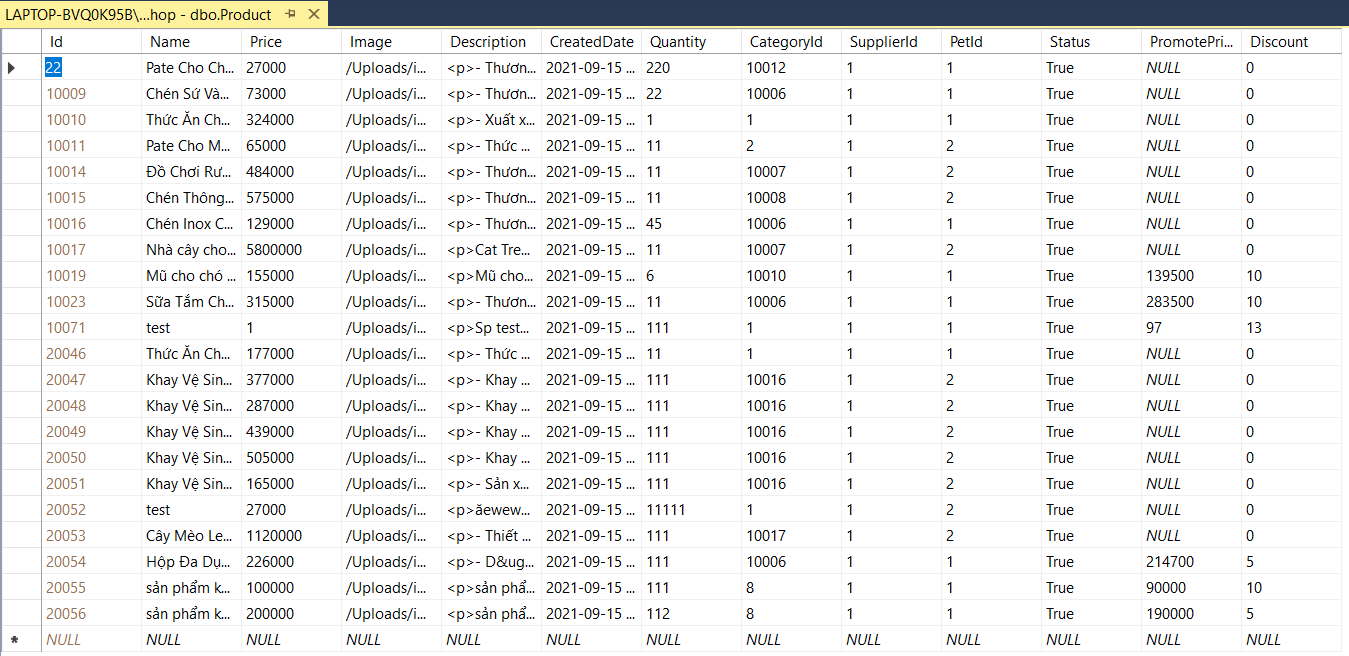 LAPTOP-BVQ0K95B\...hop - dbo.Product
Id Name Price Image Description CreatedDate Quantity CategoryId SupplierId PetId Status PromotePri... Discount
22 Pate Cho Ch... 27000 /Uploads/i... <p>- Thươn... 2021-09-15 ... 220 10012 1 1 True NULL 0
10009 Chén Sứ Và... 73000 /Uploads/i... <p>- Thươn... 2021-09-15 ... 22 10006 1 1 True NULL 0
10010 Thức Ăn Ch... 324000 /Uploads/i... <p>- Xuất x... 2021-09-15 ... 1 1 1 1 True NULL 0
10011 Pate Cho M... 65000 /Uploads/i... <p>- Thức ... 2021-09-15 ... 11 2 1 2 True NULL 0
10014 Đồ Chơi Rư... 484000 /Uploads/i... <p>- Thươn... 2021-09-15 ... 11 10007 1 2 True NULL 0
10015 Chén Thông... 575000 /Uploads/i... <p>- Thươn... 2021-09-15 ... 11 10008 1 2 True NULL 0
10016 Chén Inox C... 129000 /Uploads/i... <p>- Thươn... 2021-09-15 ... 45 10006 1 1 True NULL 0
10017 Nhà cây cho... 5800000 /Uploads/i... <p>Cat Tre... 2021-09-15 ... 11 10007 1 2 True NULL 0
10019 Mũ cho chó ... 155000 /Uploads/i... <p>Mũ cho... 2021-09-15 ... 6 10010 1 1 True 139500 10
10023 Sữa Tắm Ch... 315000 /Uploads/i... <p>- Thươn... 2021-09-15 ... 11 10006 1 1 True 283500 10
10071 test 1 /Uploads/i... <p>Sp test... 2021-09-15 ... 111 1 1 1 True 97 13
20046 Thức Ăn Ch... 177000 /Uploads/i... <p>- Thức ... 2021-09-15 ... 11 1 1 1 True NULL 0
20047 Khay Vệ Sin... 377000 /Uploads/i... <p>- Khay ... 2021-09-15 ... 111 10016 1 2 True NULL 0
20048 Khay Vệ Sin... 287000 /Uploads/i... <p>- Khay ... 2021-09-15 ... 111 10016 1 2 True NULL 0
20049 Khay Vệ Sin... 439000 /Uploads/i... <p>- Khay ... 2021-09-15 ... 111 10016 1 2 True NULL 0
20050 Khay Vệ Sin... 505000 /Uploads/i... <p>- Khay ... 2021-09-15 ... 111 10016 1 2 True NULL 0
20051 Khay Vệ Sin... 165000 /Uploads/i... <p>- Sản x... 2021-09-15 ... 111 10016 1 2 True NULL 0
20052 test 27000 /Uploads/i... <p>ăewew... 2021-09-15 ... 11111 1 1 2 True NULL 0
20053 Cây Mèo Le... 1120000 /Uploads/i... <p>- Thiết ... 2021-09-15 ... 111 10017 1 2 True NULL 0
20054 Hộp Đa Dụ... 226000 /Uploads/i... <p>- D&ug... 2021-09-15 ... 111 10006 1 1 True 214700 5
20055 sản phẩm k... 100000 /Uploads/i... <p>sản phẩ... 2021-09-15 ... 111 8 1 1 True 90000 10
20056 sản phẩm k... 200000 /Uploads/i... <p>sản phẩ... 2021-09-15 ... 112 8 1 1 True 190000 5
NULL NULL NULL NULL NULL NULL NULL NULL NULL NULL NULL NULL NULL